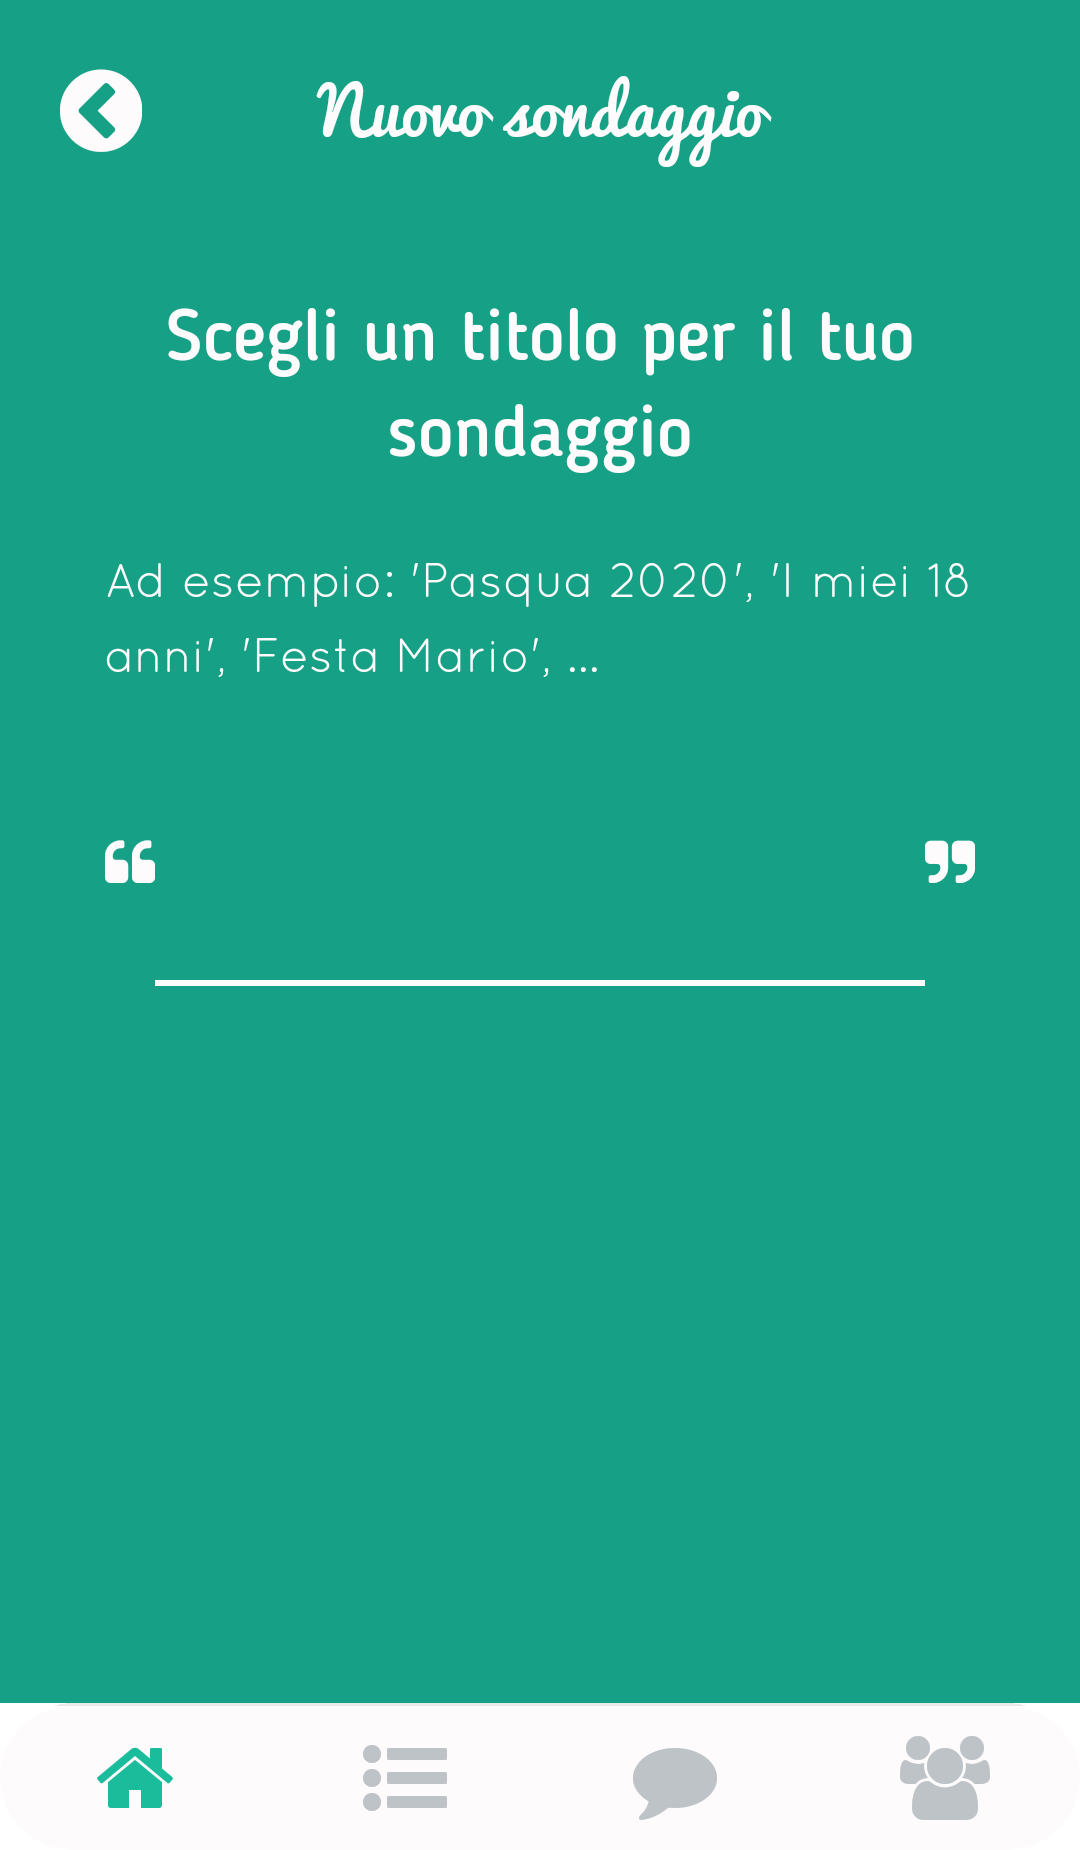 Nuovo sondaggio
Scegli un titolo per il tuo
sondaggio
Ad esempio: 'Pasqua 2020', 'I miei 18
anni', 'Festa Mario', ...